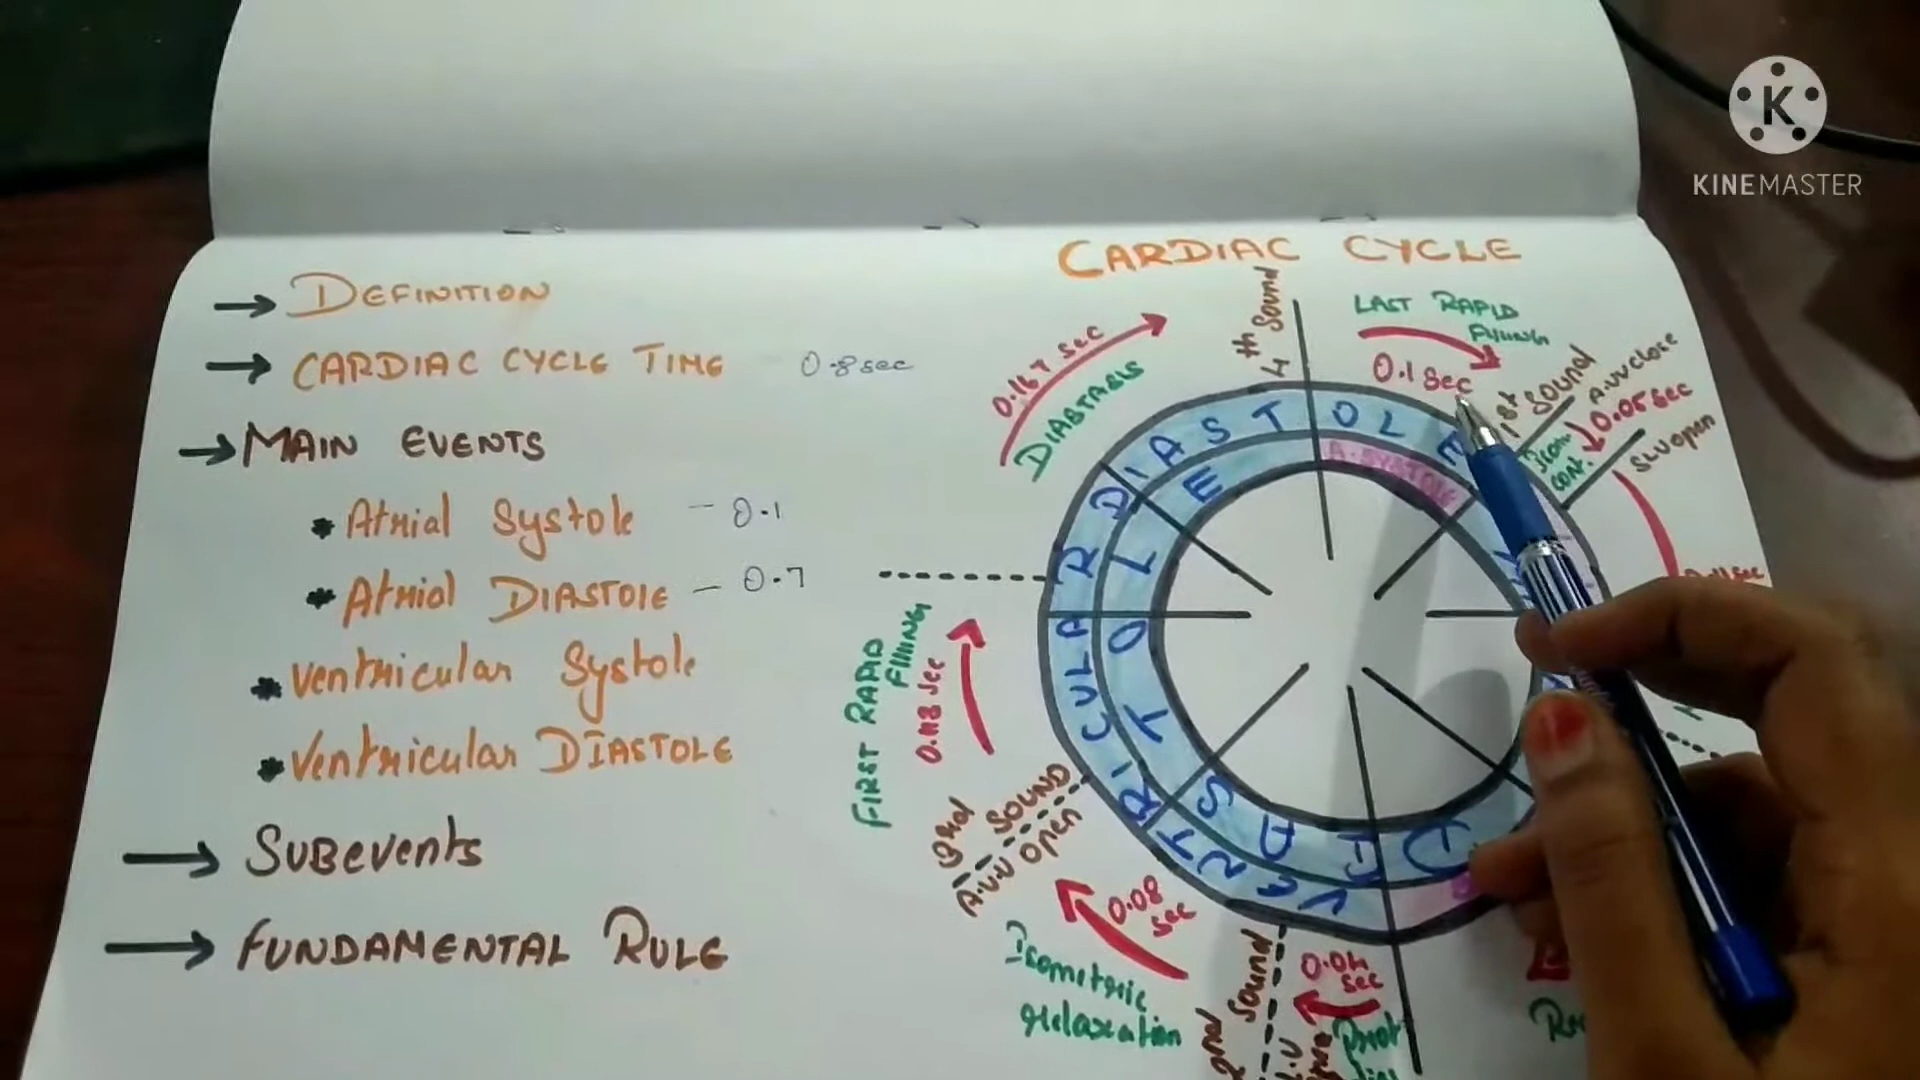 KINEMASTER
→ DEFINITION
→ CARDIAC CYCLE TIME 0.8 sec
→ MAIN EVENTS
* Atrial Systole - 0.1
* Atrial DIASTOLE - 0.7
* Ventricular Systole
* Ventricular DIASTOLE
→ SUBEVENTS
→ FUNDAMENTAL RULE
CARDIAC CYCLE
LAST RAPID
FILLING
0.1 sec
4th Sound
0.167 sec
1st SOUND
A.VV close
0.05 sec
CON.
SLV open
A. SYSTOLE
VENTRICULAR DIASTOLE
FIRST RAPID
FILLING
0.113 sec
3rd SOUND
A.V.V open
0.08
sec
Isometric
relaxation
2nd Sound
0.04
sec